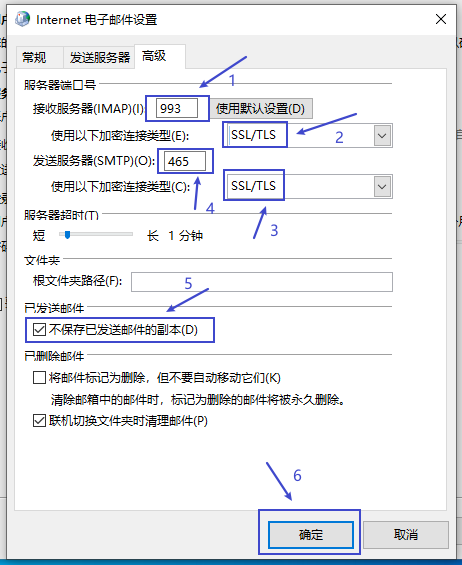 Internet 电子邮件设置
常规 发送服务器 高级
服务器端口号
1
接收服务器(IMAP)(I): 993 使用默认设置(D)
使用以下加密连接类型(E): SSL/TLS 2
发送服务器(SMTP)(O): 465
使用以下加密连接类型(C): SSL/TLS
4 3
服务器超时(T)
短 长 1 分钟
文件夹
根文件夹路径(F):
5
已发送邮件
不保存已发送邮件的副本(D)
已删除邮件
将邮件标记为删除，但不要自动移动它们(K)
清除邮箱中的邮件时，标记为删除的邮件将被永久删除。
联机切换文件夹时清理邮件(P)
6
确定 取消